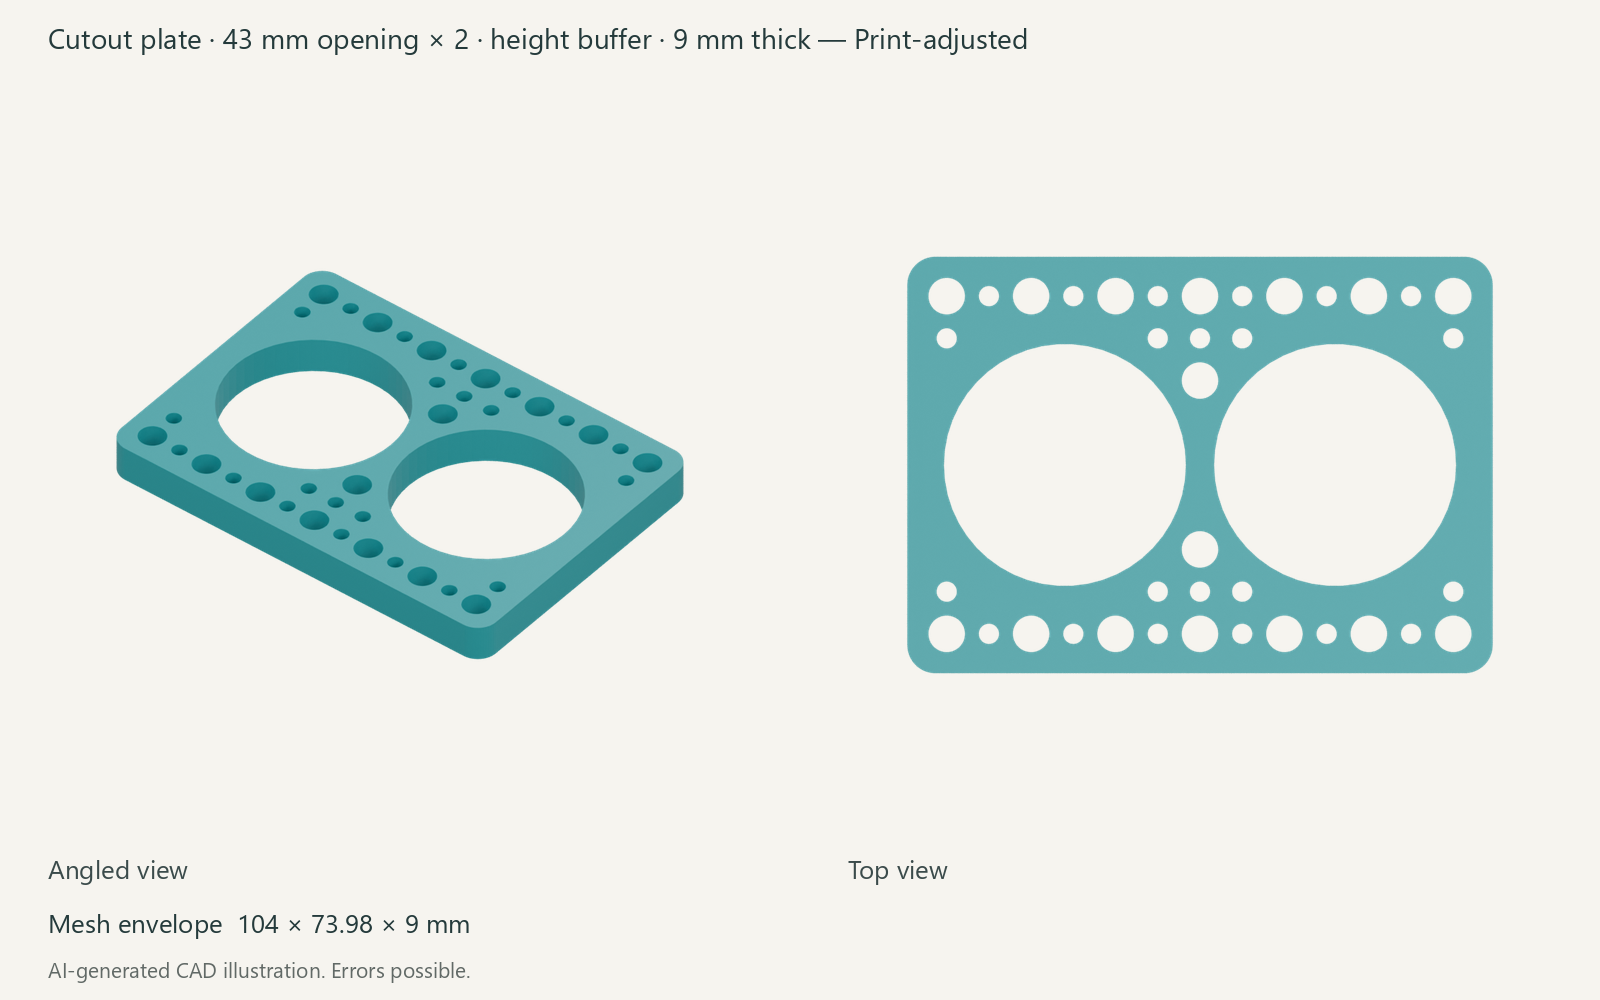 Cutout plate · 43 mm opening × 2 · height buffer · 9 mm thick — Print-adjusted
Angled view
Top view
Mesh envelope 104 × 73.98 × 9 mm
AI-generated CAD illustration. Errors possible.